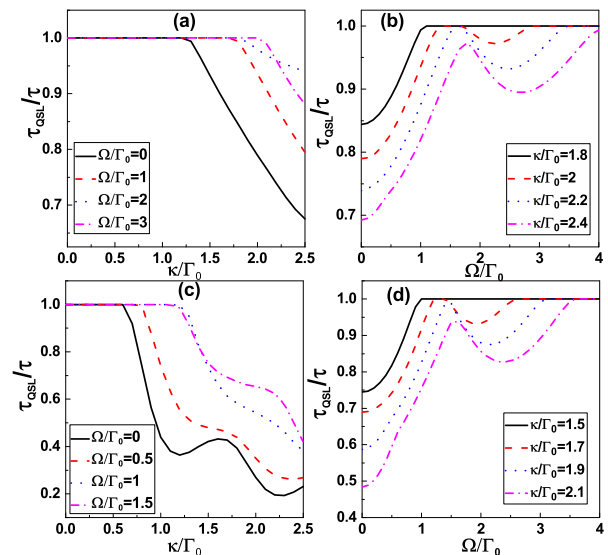 (a)
τQSL/τ
1.0
0.9
0.8
0.7
Ω/Γ0=0
Ω/Γ0=1
Ω/Γ0=2
Ω/Γ0=3
0.0 0.5 1.0 1.5 2.0 2.5
κ/Γ0
(b)
τQSL/τ
1.0
0.9
0.8
0.7
κ/Γ0=1.8
κ/Γ0=2
κ/Γ0=2.2
κ/Γ0=2.4
0 1 2 3 4
Ω/Γ0
(c)
τQSL/τ
1.0
0.8
0.6
0.4
0.2
Ω/Γ0=0
Ω/Γ0=0.5
Ω/Γ0=1
Ω/Γ0=1.5
0.0 0.5 1.0 1.5 2.0 2.5
κ/Γ0
(d)
τQSL/τ
1.0
0.9
0.8
0.7
0.6
0.5
0.4
κ/Γ0=1.5
κ/Γ0=1.7
κ/Γ0=1.9
κ/Γ0=2.1
0 1 2 3 4
Ω/Γ0